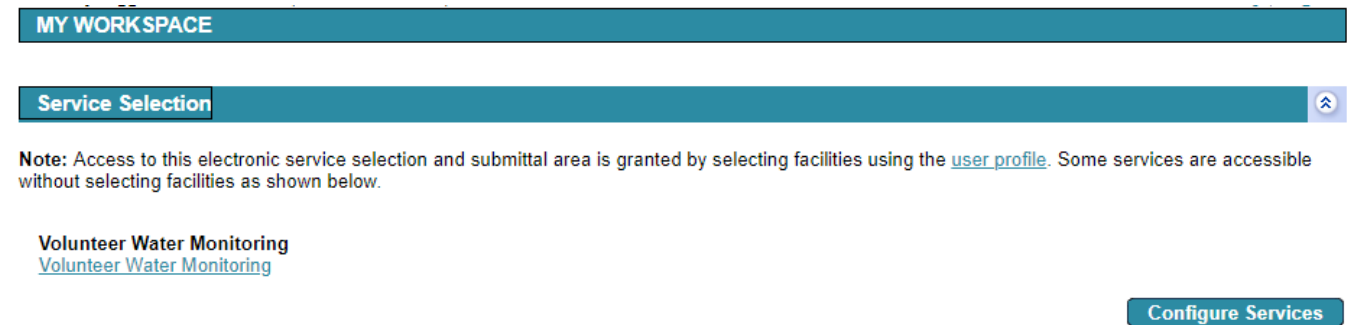 MY WORKSPACE
Service Selection
Note: Access to this electronic service selection and submittal area is granted by selecting facilities using the user profile. Some services are accessible
without selecting facilities as shown below.
Volunteer Water Monitoring
Volunteer Water Monitoring
Configure Services